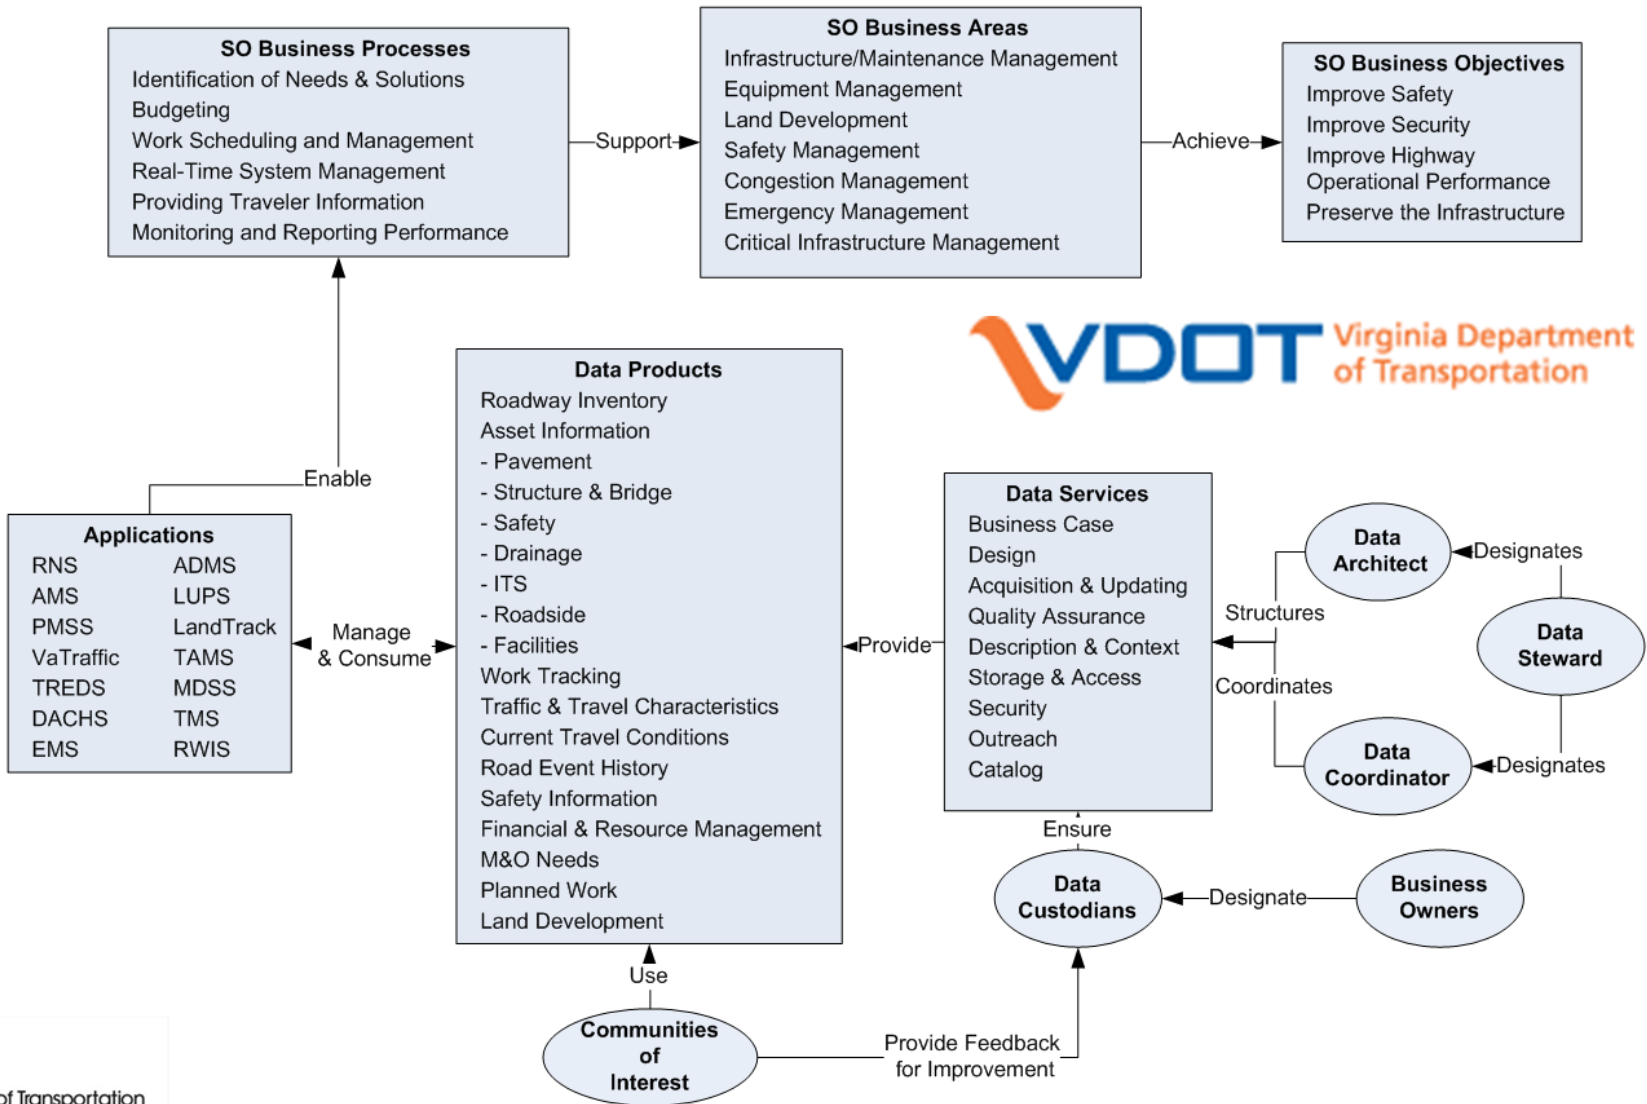 SO Business Processes
Identification of Needs & Solutions
Budgeting
Work Scheduling and Management
Real-Time System Management
Providing Traveler Information
Monitoring and Reporting Performance
Support
SO Business Areas
Infrastructure/Maintenance Management
Equipment Management
Land Development
Safety Management
Congestion Management
Emergency Management
Critical Infrastructure Management
Achieve
SO Business Objectives
Improve Safety
Improve Security
Improve Highway
Operational Performance
Preserve the Infrastructure
VDOT
Virginia Department
of Transportation
Enable
Applications
RNS
AMS
PMSS
VaTraffic
TREDS
DACHS
EMS
ADMS
LUPS
LandTrack
TAMS
MDSS
TMS
RWIS
Manage
& Consume
Data Products
Roadway Inventory
Asset Information
- Pavement
- Structure & Bridge
- Safety
- Drainage
- ITS
- Roadside
- Facilities
Work Tracking
Traffic & Travel Characteristics
Current Travel Conditions
Road Event History
Safety Information
Financial & Resource Management
M&O Needs
Planned Work
Land Development
Provide
Data Services
Business Case
Design
Acquisition & Updating
Quality Assurance
Description & Context
Storage & Access
Security
Outreach
Catalog
Structures
Coordinates
Data
Architect
Designates
Data
Steward
Data
Coordinator
Designates
Ensure
Data
Custodians
Designate
Business
Owners
Use
Communities
of
Interest
Provide Feedback
for Improvement
of Transportation